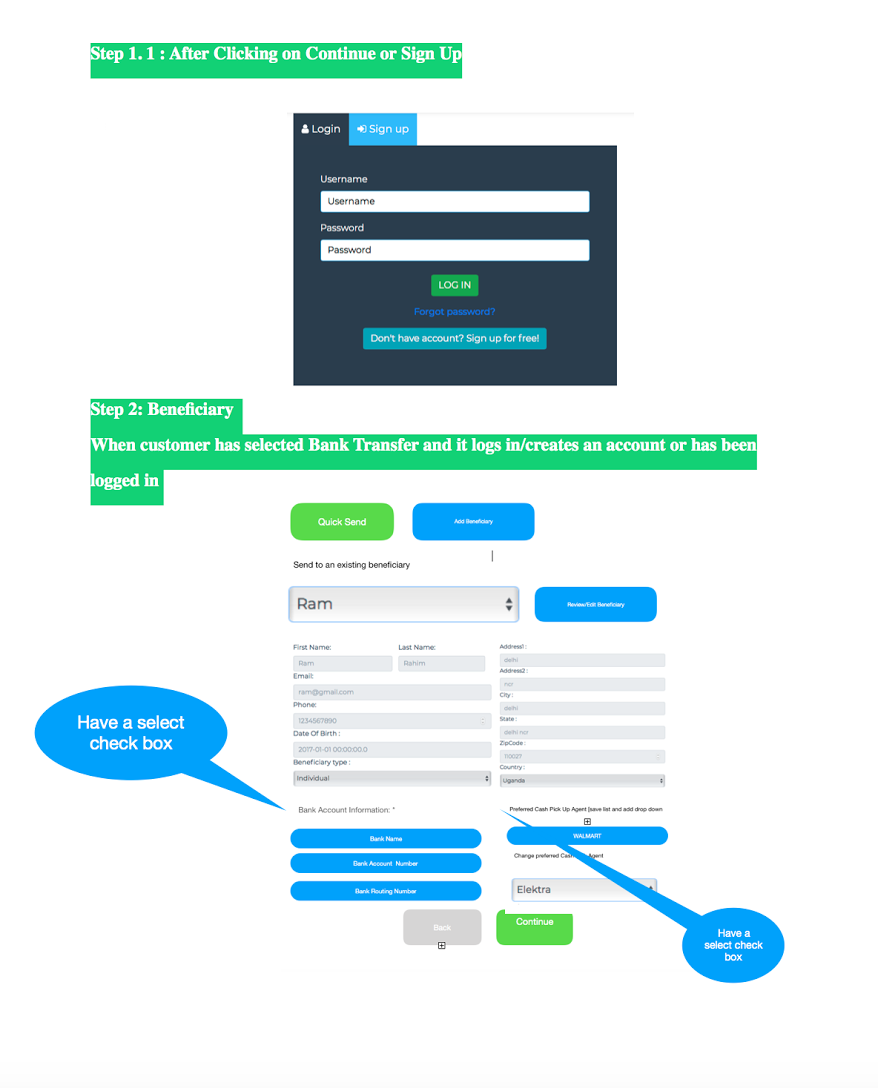 Step 1. 1 : After Clicking on Continue or Sign Up
Login
Sign up
Username
Username
Password
Password
LOG IN
Forgot password?
Don't have account? Sign up for free!
Step 2: Beneficiary
When customer has selected Bank Transfer and it logs in/creates an account or has been
logged in
Quick Send
Add Beneficiary
Send to an existing beneficiary
Ram
Review/Edit Beneficiary
First Name:
Last Name:
Ram
Rahim
Email:
ram@gmail.com
Phone:
1234567890
Date Of Birth :
2017-01-01 00:00:00.0
Beneficiary type :
Individual
Address1 :
delhi
Address2 :
ncr
City :
delhi
State :
delhi ncr
ZipCode :
110027
Country :
Uganda
Have a select
check box
Bank Account Information: *
Bank Name
Bank Account Number
Bank Routing Number
Preferred Cash Pick Up Agent [save list and add drop down
WALMART
Change preferred Cash Agent
Elektra
Back
Continue
Have a
select check
box